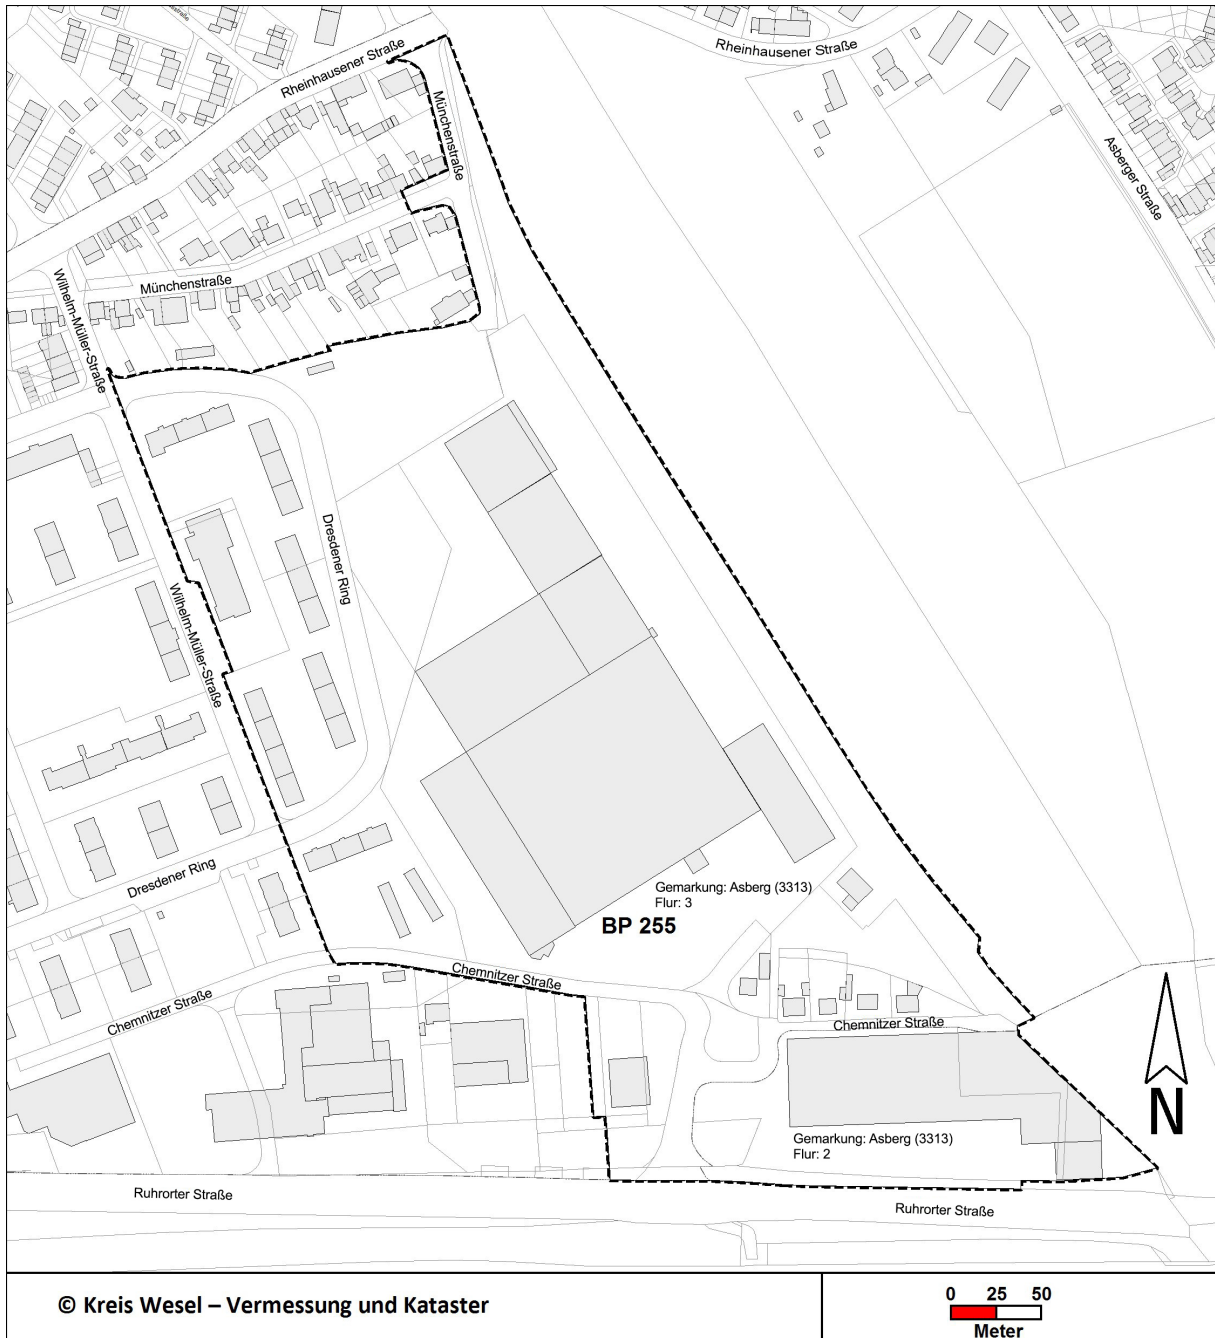 Rheinhausener Straße
Rheinhausener Straße
Münchenstraße
Asberger Straße
Münchenstraße
Wilhelm-Müller-Straße
Dresdener Ring
Wilhelm-Müller-Straße
Dresdener Ring
Gemarkung: Asberg (3313)
Flur: 3
BP 255
Chemnitzer Straße
Chemnitzer Straße
Chemnitzer Straße
N
Gemarkung: Asberg (3313)
Flur: 2
Ruhrorter Straße
Ruhrorter Straße
© Kreis Wesel – Vermessung und Kataster
0 25 50
Meter